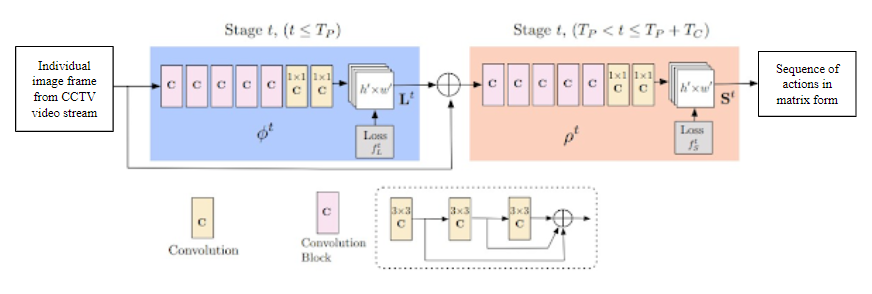 Stage t, (t ≤ T_P)
Stage t, (T_P < t ≤ T_P + T_C)
Individual
image frame
from CCTV
video stream
C C C C C 1×1 C 1×1 C
h'×w'
L^t
Loss
f_L^t
ϕ^t
C C C C C 1×1 C 1×1 C
h'×w'
S^t
Loss
f_S^t
ρ^t
Sequence of
actions in
matrix form
C
Convolution
C
Convolution
Block
3×3 3×3 3×3
C C C